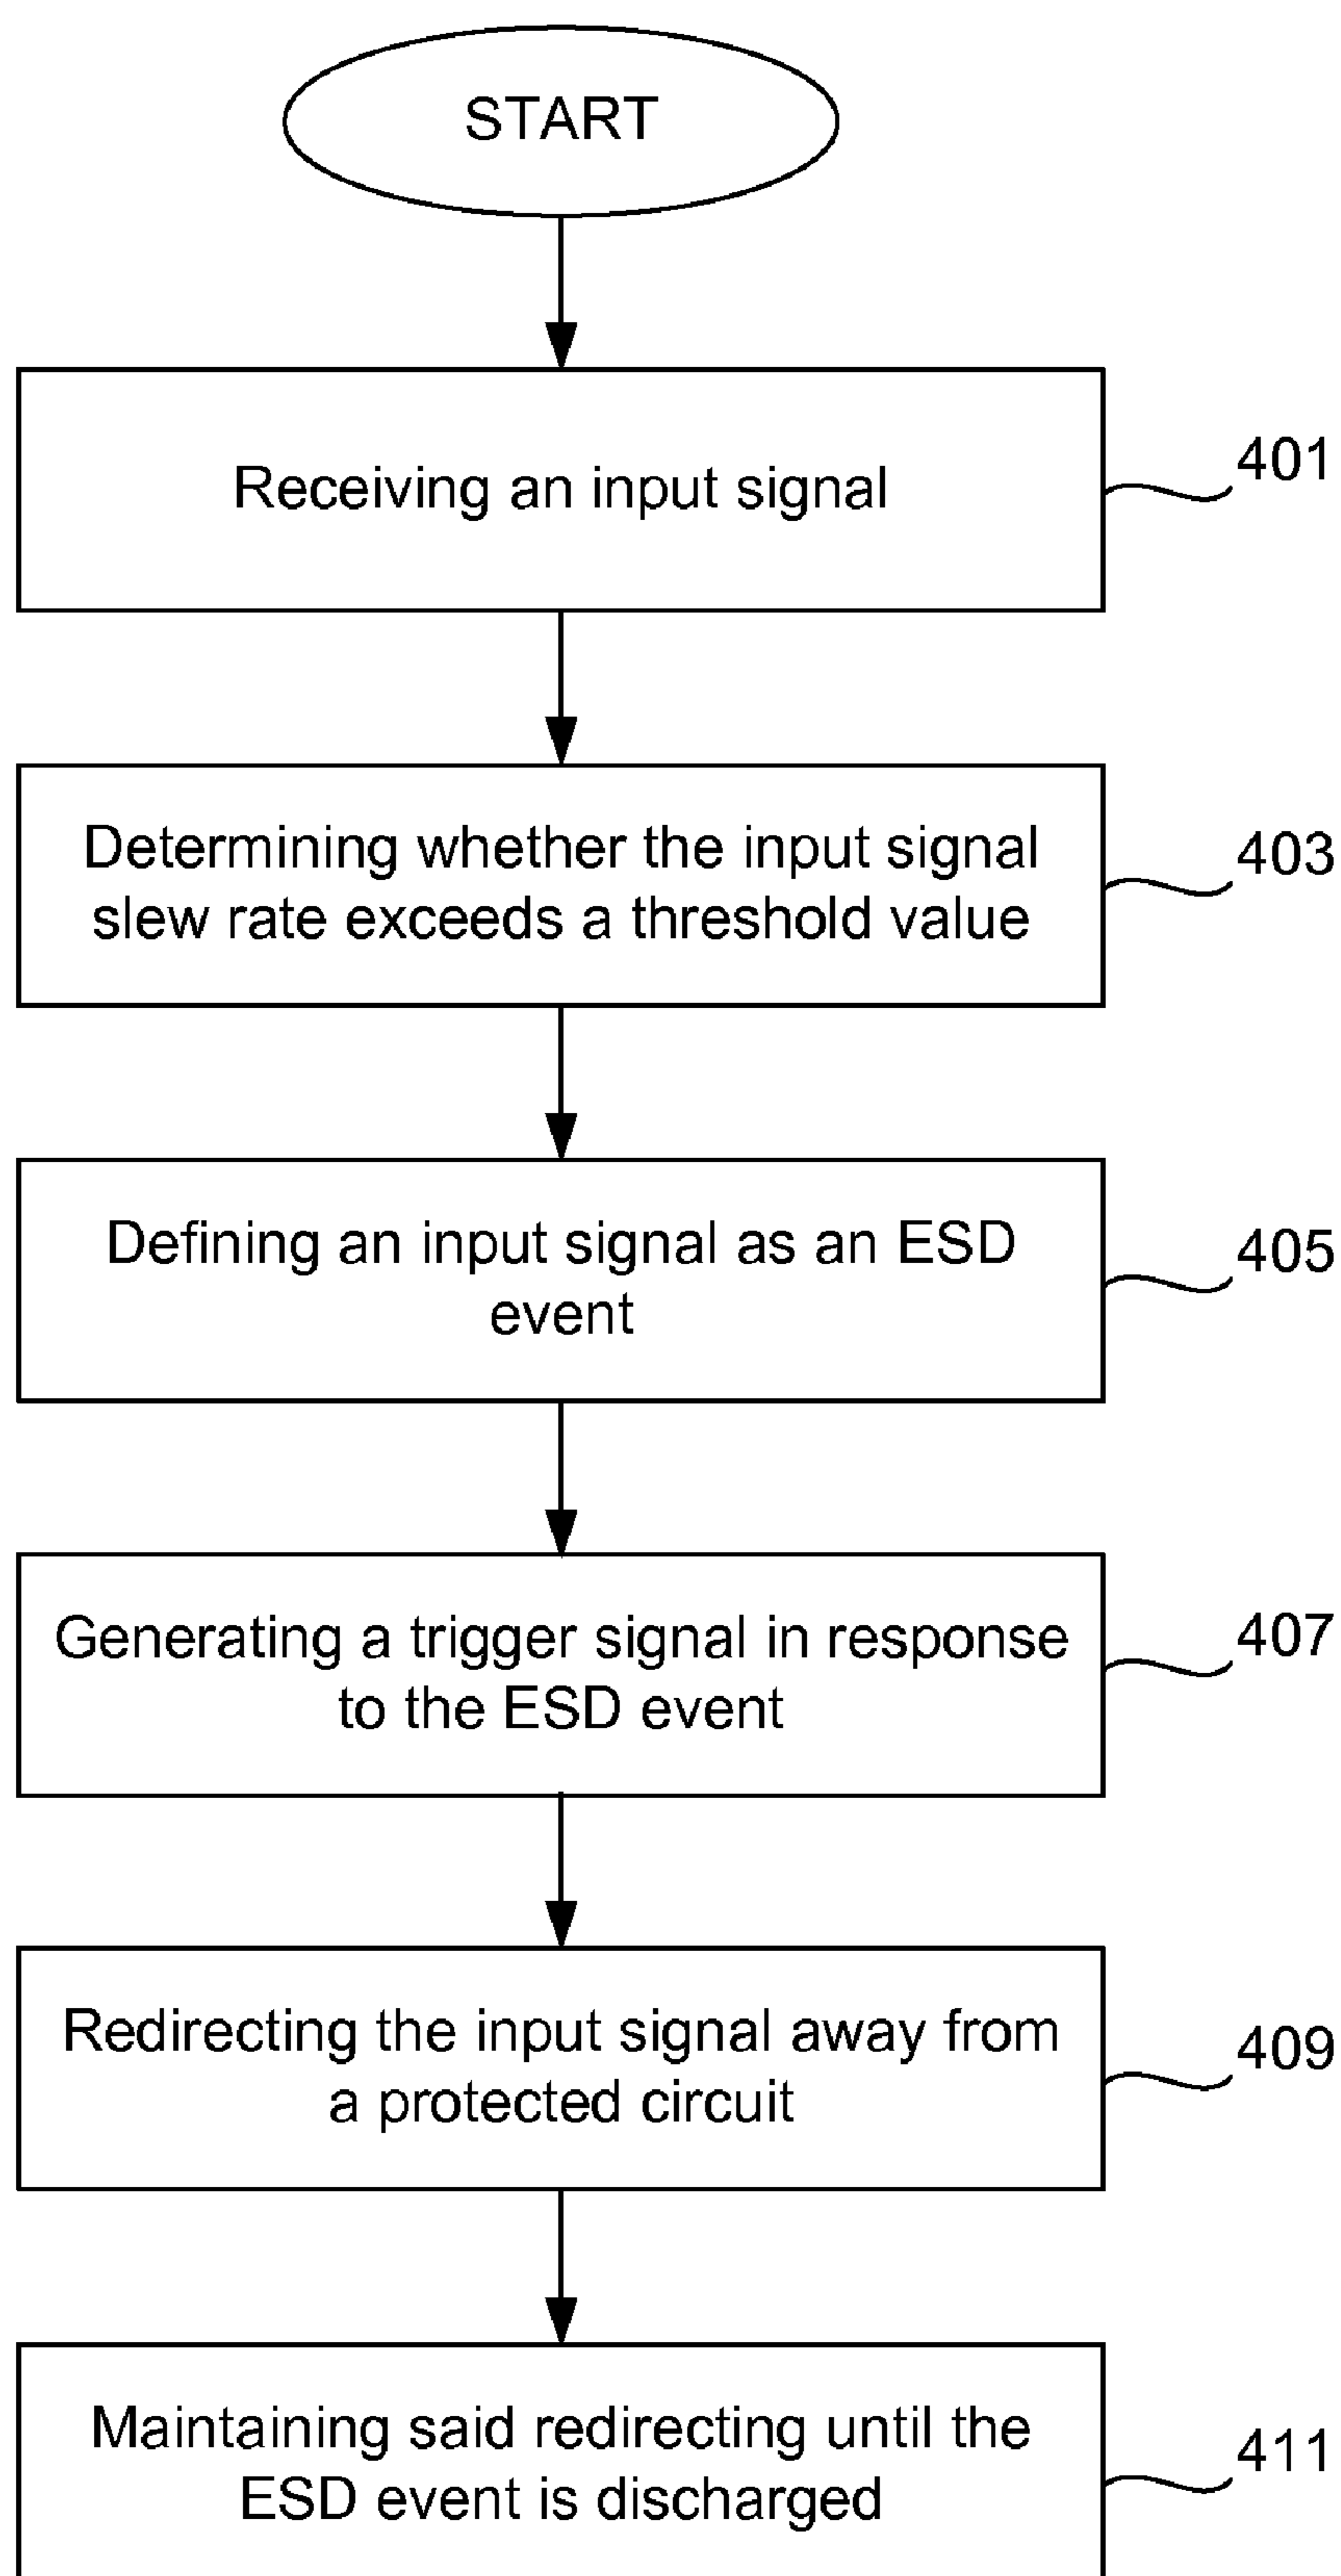 START
Receiving an input signal
401
Determining whether the input signal
slew rate exceeds a threshold value
403
Defining an input signal as an ESD
event
405
Generating a trigger signal in response
to the ESD event
407
Redirecting the input signal away from
a protected circuit
409
Maintaining said redirecting until the
ESD event is discharged
411